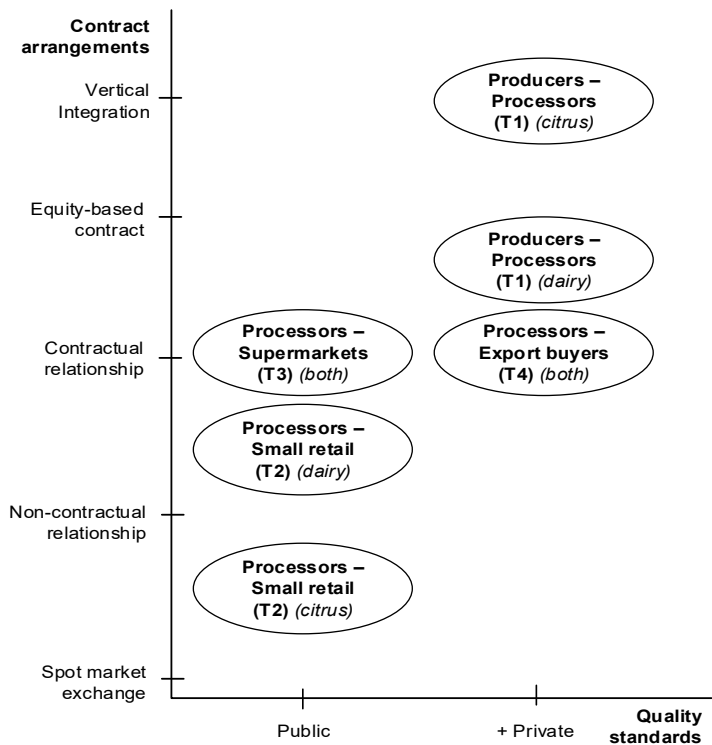 Contract
arrangements
Vertical
Integration
Producers –
Processors
(T1) (citrus)
Equity-based
contract
Producers –
Processors
(T1) (dairy)
Contractual
relationship
Processors –
Supermarkets
(T3) (both)
Processors –
Export buyers
(T4) (both)
Processors –
Small retail
(T2) (dairy)
Non-contractual
relationship
Processors –
Small retail
(T2) (citrus)
Spot market
exchange
Public
+ Private
Quality
standards